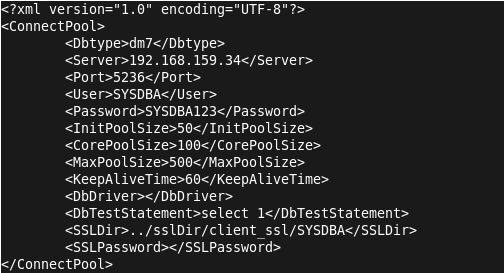 <?xml version="1.0" encoding="UTF-8"?>
<ConnectPool>
<Dbtype>dm7</Dbtype>
<Server>192.168.159.34</Server>
<Port>5236</Port>
<User>SYSDBA</User>
<Password>SYSDBA123</Password>
<InitPoolSize>50</InitPoolSize>
<CorePoolSize>100</CorePoolSize>
<MaxPoolSize>500</MaxPoolSize>
<KeepAliveTime>60</KeepAliveTime>
<DbDriver></DbDriver>
<DbTestStatement>select 1</DbTestStatement>
<SSLDir>../sslDir/client_ssl/SYSDBA</SSLDir>
<SSLPassword></SSLPassword>
</ConnectPool>